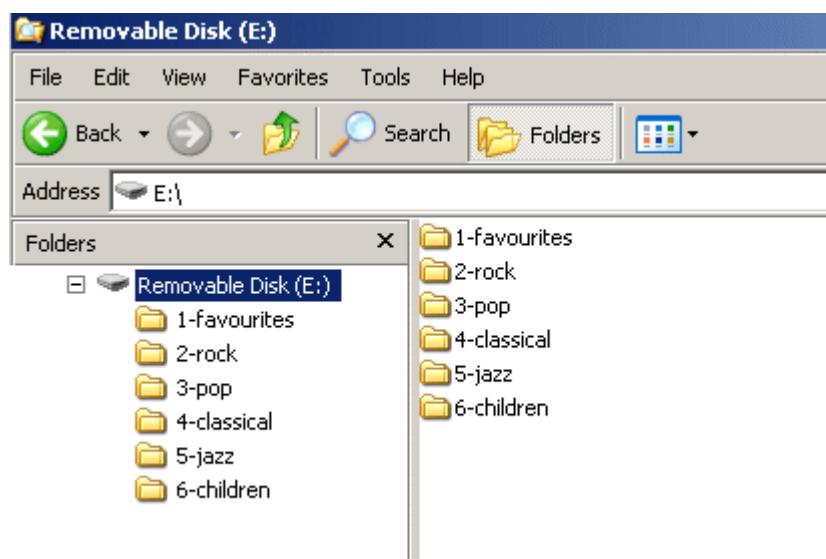 Removable Disk (E:)
File Edit View Favorites Tools Help
Back Search Folders
Address E:\
Folders
Removable Disk (E:)
1-favourites
2-rock
3-pop
4-classical
5-jazz
6-children
1-favourites
2-rock
3-pop
4-classical
5-jazz
6-children